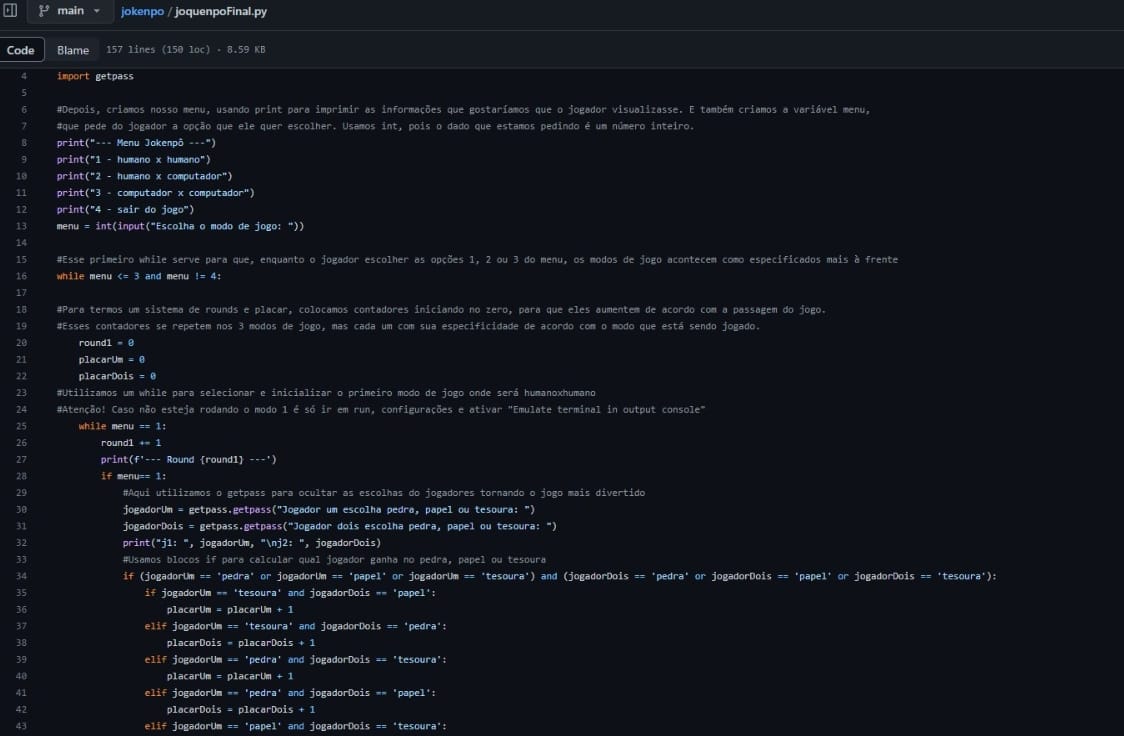 main
jokenpo / joquenpoFinal.py
Code Blame 157 lines (150 loc) · 8.59 KB
4 import getpass
5
6 #Depois, criamos nosso menu, usando print para imprimir as informações que gostaríamos que o jogador visualizasse. E também criamos a variável menu,
7 #que pede do jogador a opção que ele quer escolher. Usamos int, pois o dado que estamos pedindo é um número inteiro.
8 print("--- Menu Jokenpô ---")
9 print("1 - humano x humano")
10 print("2 - humano x computador")
11 print("3 - computador x computador")
12 print("4 - sair do jogo")
13 menu = int(input("Escolha o modo de jogo: "))
14
15 #Esse primeiro while serve para que, enquanto o jogador escolher as opções 1, 2 ou 3 do menu, os modos de jogo acontecem como especificados mais à frente
16 while menu <= 3 and menu != 4:
17
18 #Para termos um sistema de rounds e placar, colocamos contadores iniciando no zero, para que eles aumentem de acordo com a passagem do jogo.
19 #Esses contadores se repetem nos 3 modos de jogo, mas cada um com sua especificidade de acordo com o modo que está sendo jogado.
20 round1 = 0
21 placarUm = 0
22 placarDois = 0
23 #Utilizamos um while para selecionar e inicializar o primeiro modo de jogo onde será humanoxhumano
24 #Atenção! Caso não esteja rodando o modo 1 é só ir em run, configurações e ativar "Emulate terminal in output console"
25 while menu == 1:
26 round1 += 1
27 print(f'--- Round {round1} ---')
28 if menu== 1:
29 #Aqui utilizamos o getpass para ocultar as escolhas do jogadores tornando o jogo mais divertido
30 jogadorUm = getpass.getpass("Jogador um escolha pedra, papel ou tesoura: ")
31 jogadorDois = getpass.getpass("Jogador dois escolha pedra, papel ou tesoura: ")
32 print("j1: ", jogadorUm, "\nj2: ", jogadorDois)
33 #Usamos blocos if para calcular qual jogador ganha no pedra, papel ou tesoura
34 if (jogadorUm == 'pedra' or jogadorUm == 'papel' or jogadorUm == 'tesoura') and (jogadorDois == 'pedra' or jogadorDois == 'papel' or jogadorDois == 'tesoura'):
35 if jogadorUm == 'tesoura' and jogadorDois == 'papel':
36 placarUm = placarUm + 1
37 elif jogadorUm == 'tesoura' and jogadorDois == 'pedra':
38 placarDois = placarDois + 1
39 elif jogadorUm == 'pedra' and jogadorDois == 'tesoura':
40 placarUm = placarUm + 1
41 elif jogadorUm == 'pedra' and jogadorDois == 'papel':
42 placarDois = placarDois + 1
43 elif jogadorUm == 'papel' and jogadorDois == 'tesoura':